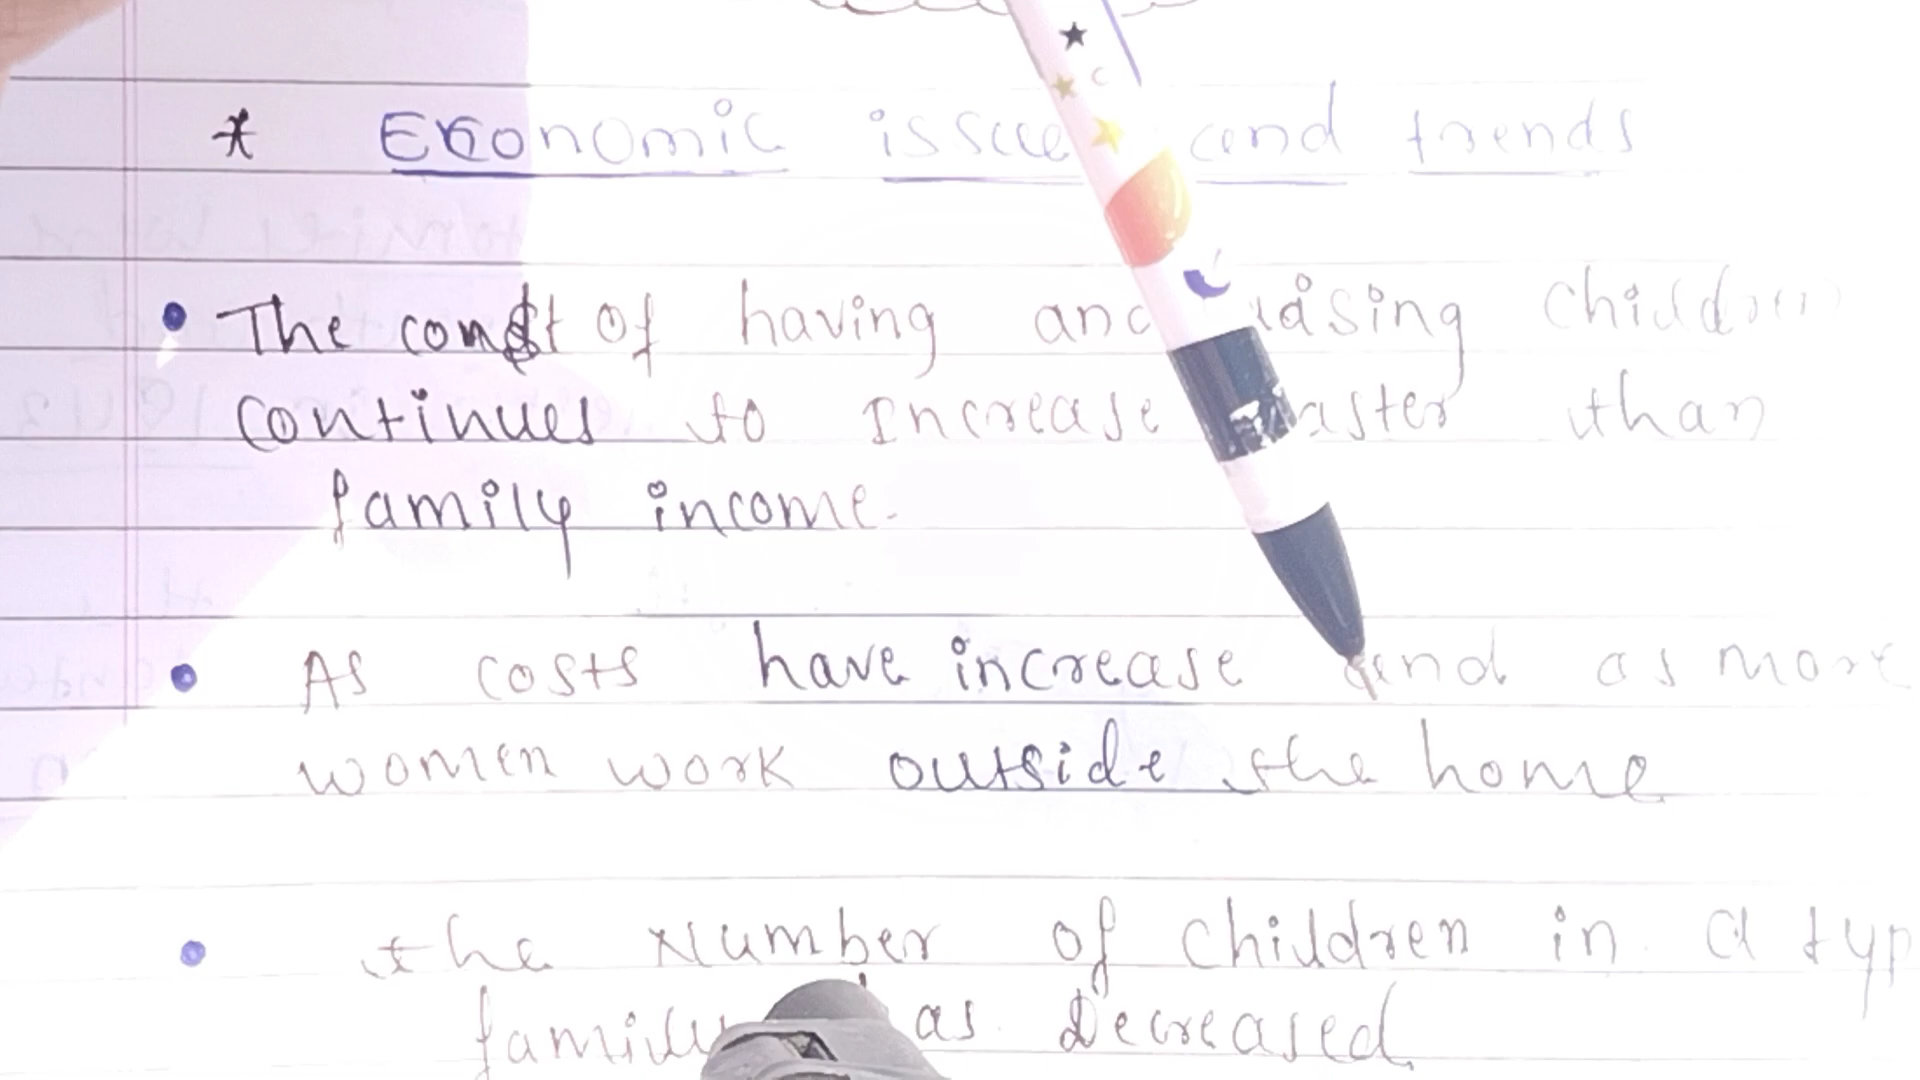 * Economic issue and trends
• The const of having and raising children
continues to Increase faster than
family income.
• As costs have increase and as more
women work outside the home
• the Number of children in a typ
family has Decreased